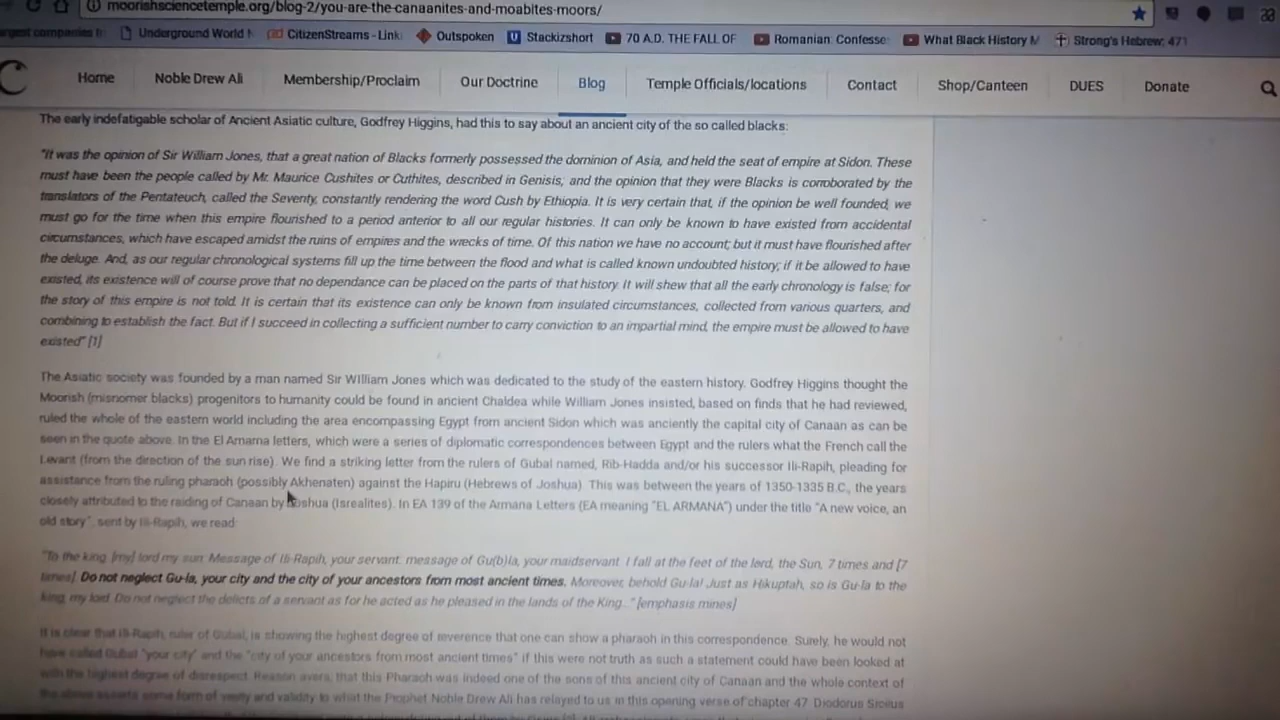 moorishsciencetemple.org/blog-2/you-are-the-canaanites-and-moabites-moors/
argest companies in Underground World N CitizenStreams - Link Outspoken Stackizshort 70 A.D. THE FALL OF Romanian: Confesse What Black History M Strong's Hebrew: 471
Home Noble Drew Ali Membership/Proclaim Our Doctrine Blog Temple Officials/locations Contact Shop/Canteen DUES Donate
The early indefatigable scholar of Ancient Asiatic culture, Godfrey Higgins, had this to say about an ancient city of the so called blacks:
"It was the opinion of Sir William Jones, that a great nation of Blacks formerly possessed the dominion of Asia, and held the seat of empire at Sidon. These
must have been the people called by Mr. Maurice Cushites or Cuthites, described in Genisis; and the opinion that they were Blacks is corroborated by the
translators of the Pentateuch, called the Seventy, constantly rendering the word Cush by Ethiopia. It is very certain that, if the opinion be well founded, we
must go for the time when this empire flourished to a period anterior to all our regular histories. It can only be known to have existed from accidental
circumstances, which have escaped amidst the ruins of empires and the wrecks of time. Of this nation we have no account; but it must have flourished after
the deluge. And, as our regular chronological systems fill up the time between the flood and what is called known undoubted history; if it be allowed to have
existed, its existence will of course prove that no dependance can be placed on the parts of that history. It will shew that all the early chronology is false; for
the story of this empire is not told. It is certain that its existence can only be known from insulated circumstances, collected from various quarters, and
combining to establish the fact. But if I succeed in collecting a sufficient number to carry conviction to an impartial mind, the empire must be allowed to have
existed" [1]
The Asiatic society was founded by a man named Sir William Jones which was dedicated to the study of the eastern history. Godfrey Higgins thought the
Moorish (misnomer blacks) progenitors to humanity could be found in ancient Chaldea while William Jones insisted, based on finds that he had reviewed,
ruled the whole of the eastern world including the area encompassing Egypt from ancient Sidon which was anciently the capital city of Canaan as can be
seen in the quote above. In the El Amarna letters, which were a series of diplomatic correspondences between Egypt and the rulers what the French call the
Levant (from the direction of the sun rise). We find a striking letter from the rulers of Gubal named, Rib-Hadda and/or his successor Ili-Rapih, pleading for
assistance from the ruling pharaoh (possibly Akhenaten) against the Hapiru (Hebrews of Joshua). This was between the years of 1350-1335 B.C., the years
closely attributed to the raiding of Canaan by Joshua (Isrealites). In EA 139 of the Armana Letters (EA meaning "EL ARMANA") under the title "A new voice, an
old story", sent by Ili-Rapih, we read:
"To the king, [my] lord my sun: Message of Ili-Rapih, your servant: message of Gu(b)la, your maidservant. I fall at the feet of the lord, the Sun, 7 times and [7
times]. Do not neglect Gu-la, your city and the city of your ancestors from most ancient times. Moreover, behold Gu-la! Just as Hikuptah, so is Gu-la to the
king, my lord. Do not neglect the delicts of a servant as for he acted as he pleased in the lands of the King..." [emphasis mines]
It is clear that Ili-Rapih, ruler of Gubal, is showing the highest degree of reverence that one can show a pharaoh in this correspondence. Surely, he would not
have called Gubal "your city" and the "city of your ancestors from most ancient times" if this were not truth as such a statement could have been looked at
with the highest degree of disrespect. Reason avers, that this Pharaoh was indeed one of the sons of this ancient city of Canaan and the whole context of
the above asserts some form of verity and validity to what the Prophet Noble Drew Ali has relayed to us in this opening verse of chapter 47. Diodorus Sicilus